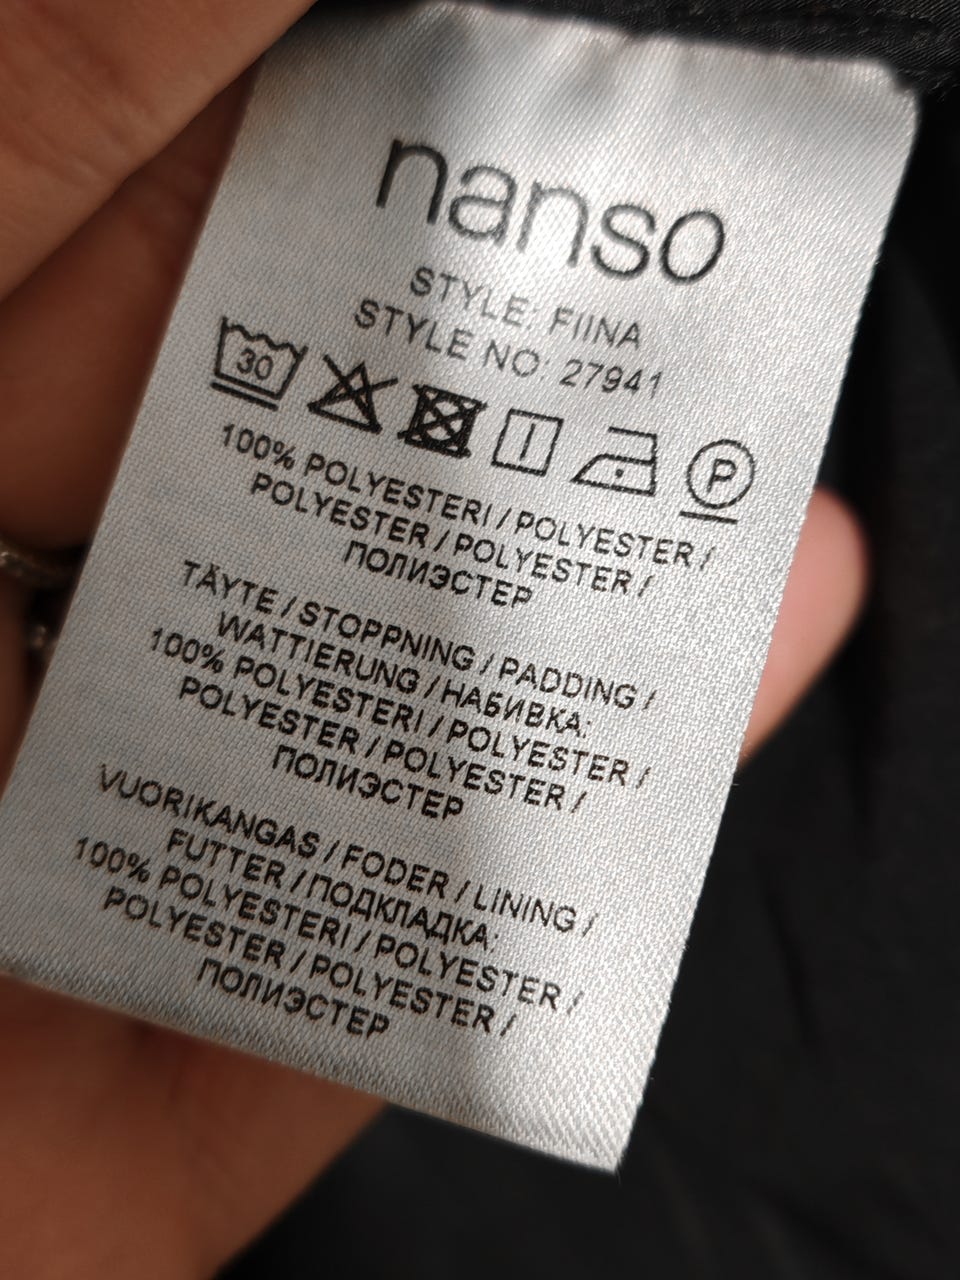 nanso
STYLE: FIINA
STYLE NO: 27941
30 P
100% POLYESTERI / POLYESTER /
POLYESTER / POLYESTER /
ПОЛИЭСТЕР
TÄYTE / STOPPNING / PADDING /
WATTIERUNG / НАБИВКА:
100% POLYESTERI / POLYESTER /
POLYESTER / POLYESTER /
ПОЛИЭСТЕР
VUORIKANGAS / FODER / LINING /
FUTTER / ПОДКЛАДКА:
100% POLYESTERI / POLYESTER /
POLYESTER / POLYESTER /
ПОЛИЭСТЕР